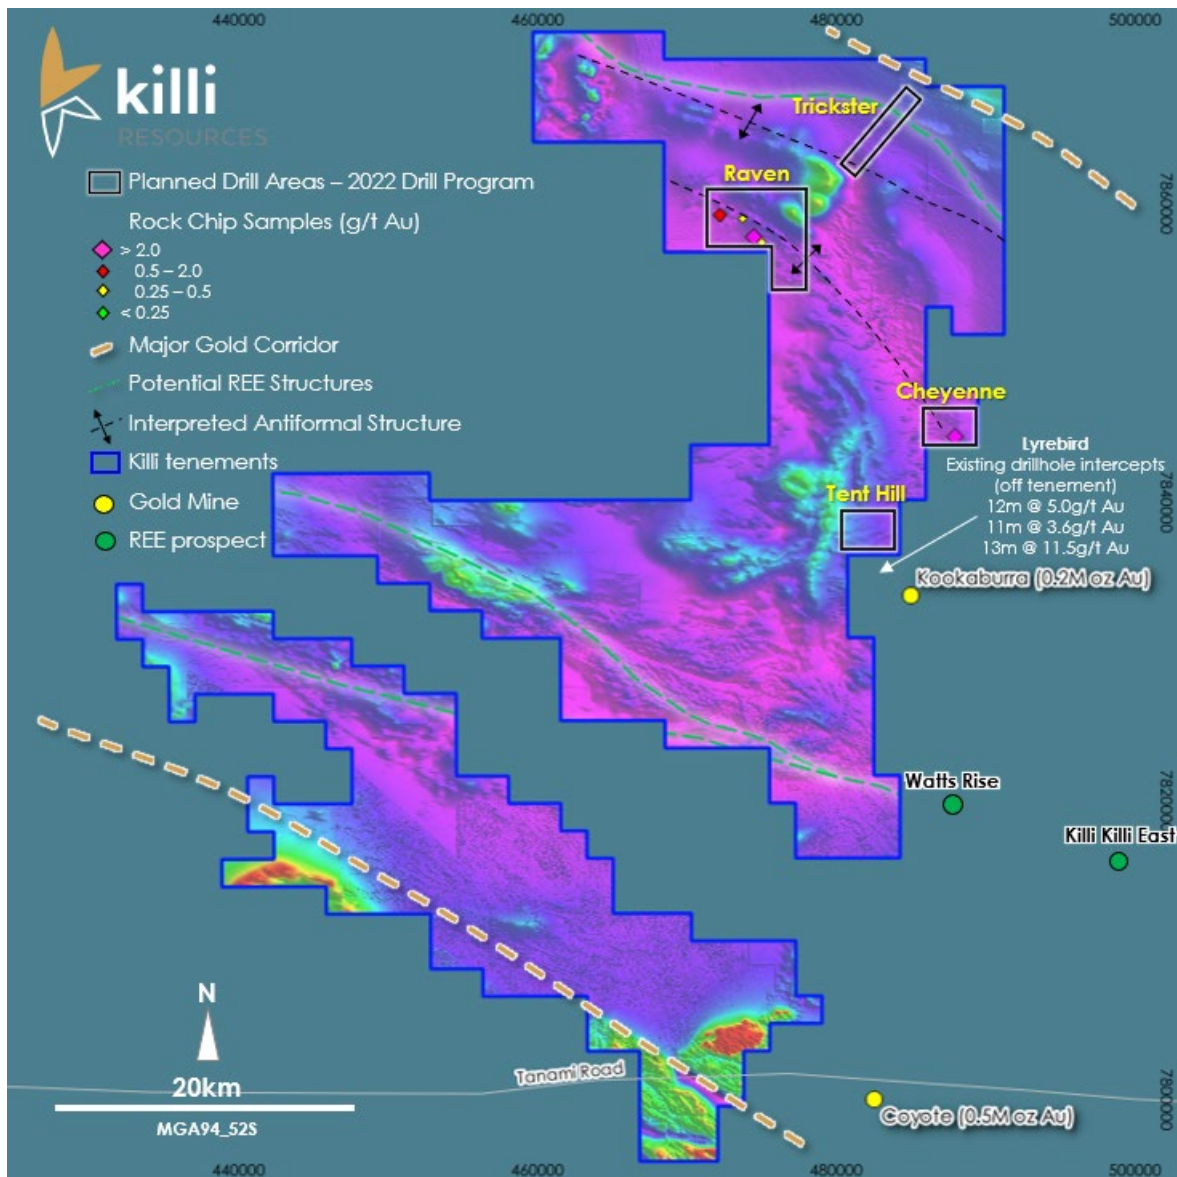 440000
460000
480000
500000
killi
RESOURCES
Planned Drill Areas – 2022 Drill Program
Rock Chip Samples (g/t Au)
> 2.0
0.5 – 2.0
0.25 – 0.5
< 0.25
Major Gold Corridor
Potential REE Structures
Interpreted Antiformal Structure
Killi tenements
Gold Mine
REE prospect
Trickster
Raven
7860000
Cheyenne
Lyrebird
Existing drillhole intercepts
(off tenement)
12m @ 5.0g/t Au
11m @ 3.6g/t Au
13m @ 11.5g/t Au
Tent Hill
7840000
Kookaburra (0.2M oz Au)
Watts Rise
7820000
Killi Killi East
N
20km
MGA94_52S
Tanami Road
Coyote (0.5M oz Au)
7800000
440000
460000
480000
500000